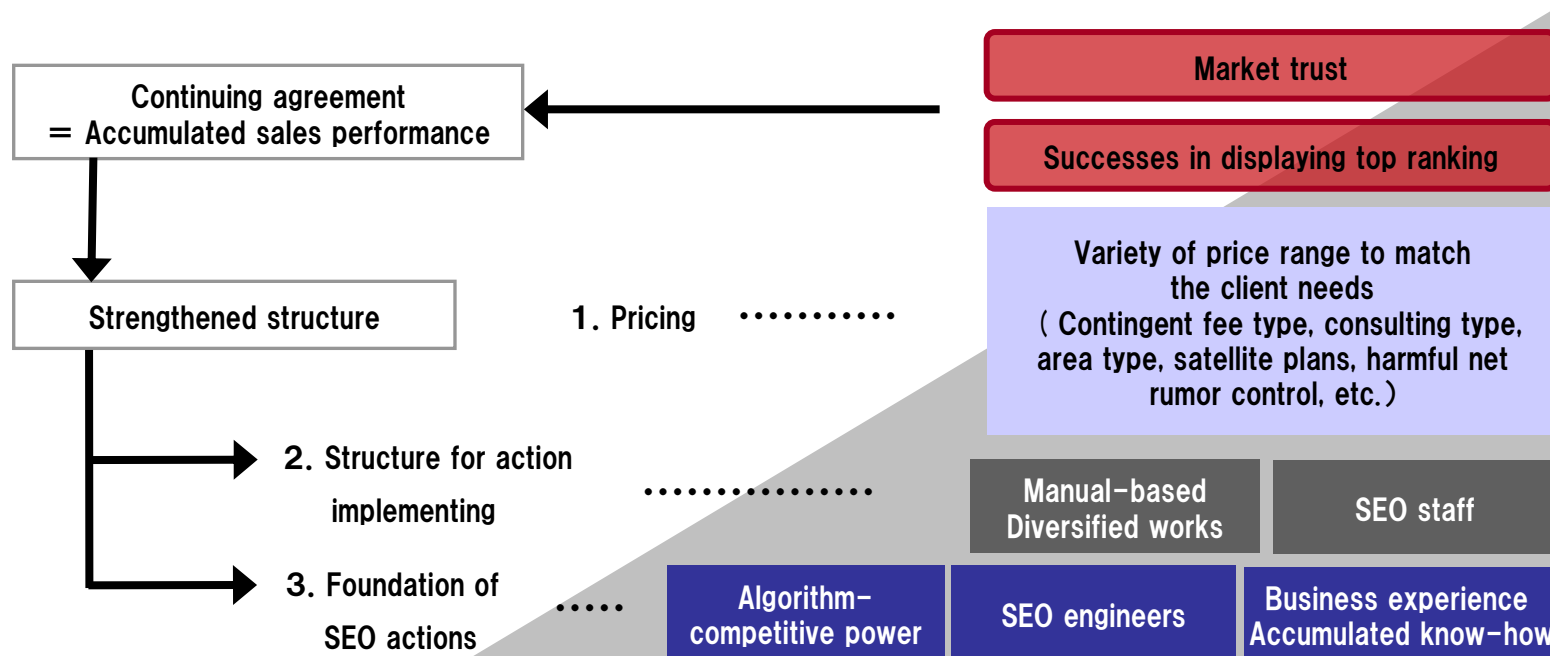 Market trust
Continuing agreement
= Accumulated sales performance
Successes in displaying top ranking
Variety of price range to match
the client needs
( Contingent fee type, consulting type,
area type, satellite plans, harmful net
rumor control, etc.)
Strengthened structure
1. Pricing ...........
2. Structure for action
implementing
................
Manual-based
Diversified works
SEO staff
3. Foundation of
SEO actions
.....
Algorithm-
competitive power
SEO engineers
Business experience
Accumulated know-how